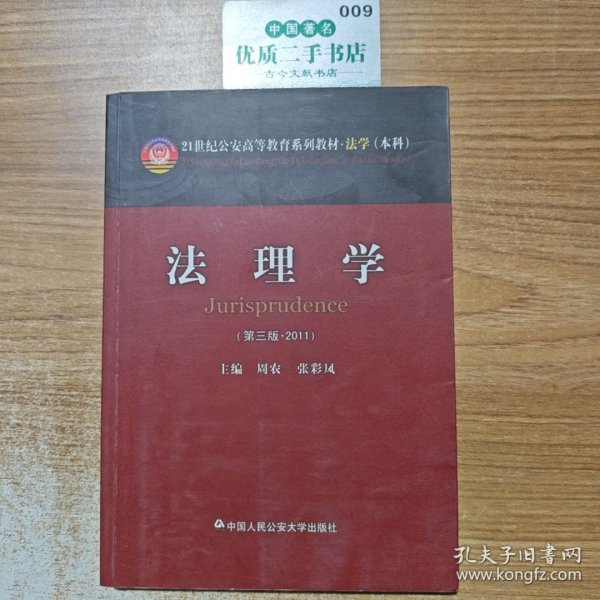 009
中国著名
优质二手书店
古今文献书店
21世纪公安高等教育系列教材·法学(本科)
法理学
Jurisprudence
(第三版·2011)
主编 周农 张彩凤
中国人民公安大学出版社
孔夫子旧书网
www.kongfz.com